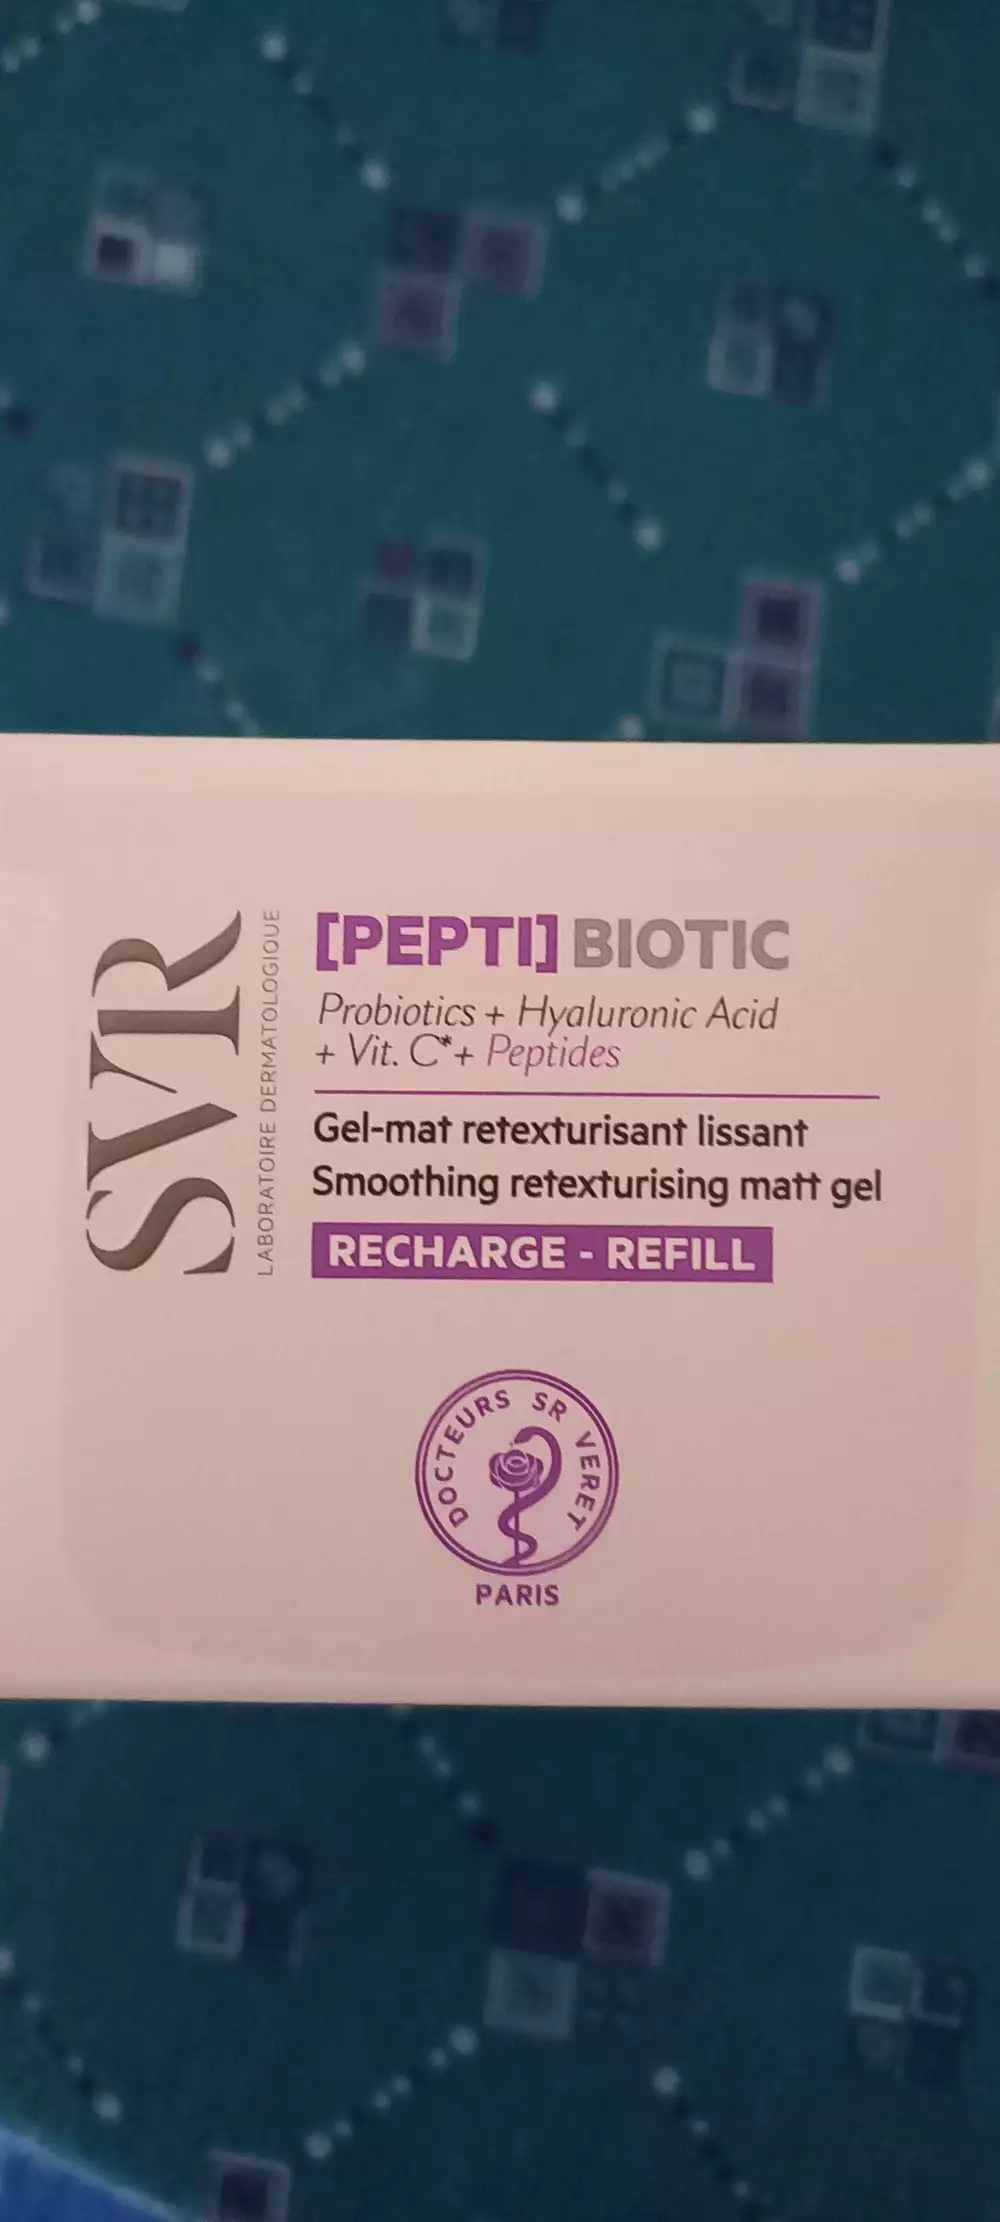 SVR
LABORATOIRE DERMATOLOGIQUE
[PEPTI] BIOTIC
Probiotics + Hyaluronic Acid
+ Vit. C* + Peptides
Gel-mat retexturisant lissant
Smoothing retexturising matt gel
RECHARGE - REFILL
DOCTEURS SR VERET
PARIS